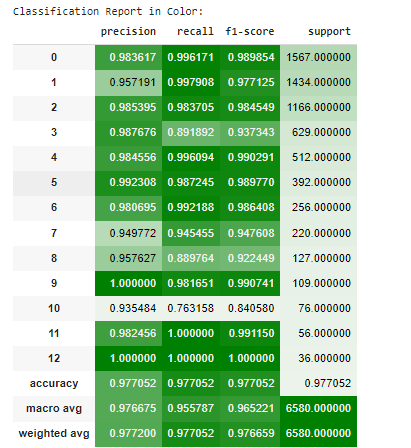 Classification Report in Color:
precision recall f1-score support
0 0.983617 0.996171 0.989854 1567.000000
1 0.957191 0.997908 0.977125 1434.000000
2 0.985395 0.983705 0.984549 1166.000000
3 0.987676 0.891892 0.937343 629.000000
4 0.984556 0.996094 0.990291 512.000000
5 0.992308 0.987245 0.989770 392.000000
6 0.980695 0.992188 0.986408 256.000000
7 0.949772 0.945455 0.947608 220.000000
8 0.957627 0.889764 0.922449 127.000000
9 1.000000 0.981651 0.990741 109.000000
10 0.935484 0.763158 0.840580 76.000000
11 0.982456 1.000000 0.991150 56.000000
12 1.000000 1.000000 1.000000 36.000000
accuracy 0.977052 0.977052 0.977052 0.977052
macro avg 0.976675 0.955787 0.965221 6580.000000
weighted avg 0.977200 0.977052 0.976659 6580.000000